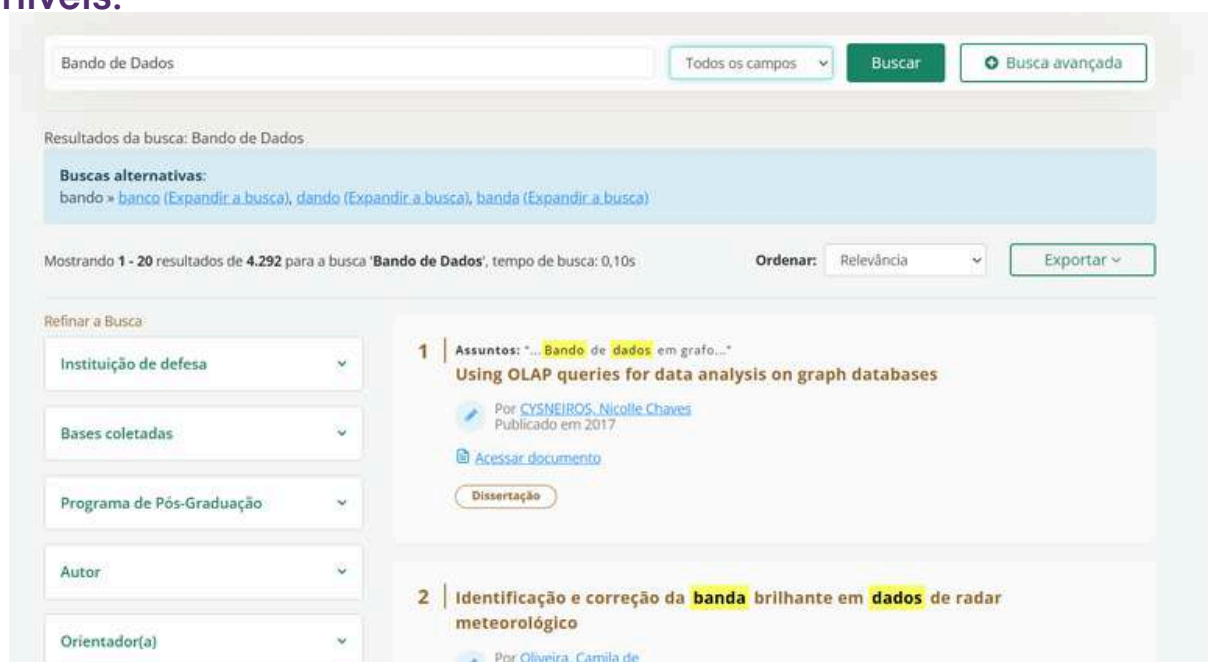 níveis:
Bando de Dados
Todos os campos
Buscar
Busca avançada
Resultados da busca: Bando de Dados
Buscas alternativas:
bando » banco (Expandir a busca), dando (Expandir a busca), banda (Expandir a busca)
Mostrando 1 - 20 resultados de 4.292 para a busca 'Bando de Dados', tempo de busca: 0,10s
Ordenar:
Relevância
Exportar
Refinar a Busca
Instituição de defesa
Bases coletadas
Programa de Pós-Graduação
Autor
Orientador(a)
1
Assuntos: "... Bando de dados em grafo..."
Using OLAP queries for data analysis on graph databases
Por CYSNEIROS, Nicolle Chaves
Publicado em 2017
Acessar documento
Dissertação
2
Identificação e correção da banda brilhante em dados de radar
meteorológico
Por Oliveira, Camila de